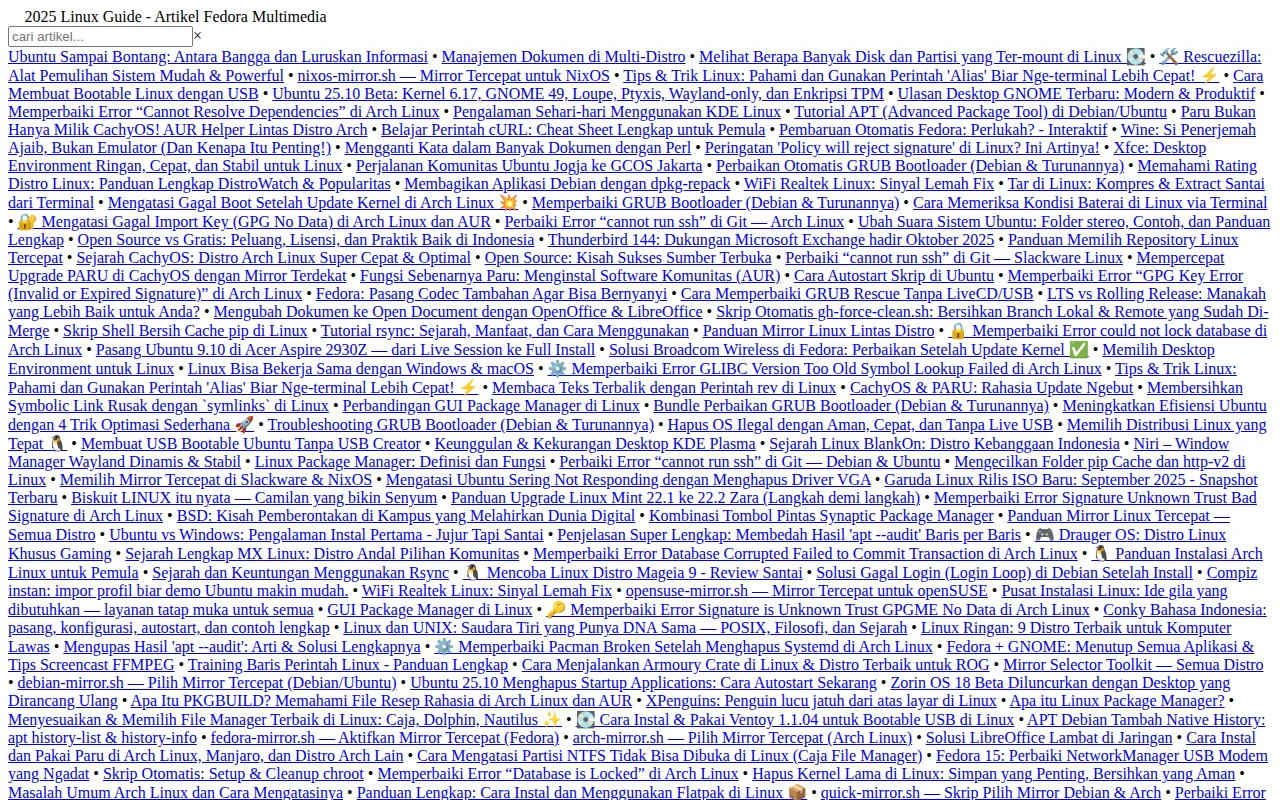 2025 Linux Guide - Artikel Fedora Multimedia
cari artikel... ×
Ubuntu Sampai Bontang: Antara Bangga dan Luruskan Informasi • Manajemen Dokumen di Multi-Distro • Melihat Berapa Banyak Disk dan Partisi yang Ter-mount di Linux 💽 • 🛠️ Rescuezilla:
Alat Pemulihan Sistem Mudah & Powerful • nixos-mirror.sh — Mirror Tercepat untuk NixOS • Tips & Trik Linux: Pahami dan Gunakan Perintah 'Alias' Biar Nge-terminal Lebih Cepat! ⚡ • Cara
Membuat Bootable Linux dengan USB • Ubuntu 25.10 Beta: Kernel 6.17, GNOME 49, Loupe, Ptyxis, Wayland-only, dan Enkripsi TPM • Ulasan Desktop GNOME Terbaru: Modern & Produktif •
Memperbaiki Error “Cannot Resolve Dependencies” di Arch Linux • Pengalaman Sehari-hari Menggunakan KDE Linux • Tutorial APT (Advanced Package Tool) di Debian/Ubuntu • Paru Bukan
Hanya Milik CachyOS! AUR Helper Lintas Distro Arch • Belajar Perintah cURL: Cheat Sheet Lengkap untuk Pemula • Pembaruan Otomatis Fedora: Perlukah? - Interaktif • Wine: Si Penerjemah
Ajaib, Bukan Emulator (Dan Kenapa Itu Penting!) • Mengganti Kata dalam Banyak Dokumen dengan Perl • Peringatan 'Policy will reject signature' di Linux? Ini Artinya! • Xfce: Desktop
Environment Ringan, Cepat, dan Stabil untuk Linux • Perjalanan Komunitas Ubuntu Jogja ke GCOS Jakarta • Perbaikan Otomatis GRUB Bootloader (Debian & Turunannya) • Memahami Rating
Distro Linux: Panduan Lengkap DistroWatch & Popularitas • Membagikan Aplikasi Debian dengan dpkg-repack • WiFi Realtek Linux: Sinyal Lemah Fix • Tar di Linux: Kompres & Extract Santai
dari Terminal • Mengatasi Gagal Boot Setelah Update Kernel di Arch Linux 💥 • Memperbaiki GRUB Bootloader (Debian & Turunannya) • Cara Memeriksa Kondisi Baterai di Linux via Terminal
• 🔐 Mengatasi Gagal Import Key (GPG No Data) di Arch Linux dan AUR • Perbaiki Error “cannot run ssh” di Git — Arch Linux • Ubah Suara Sistem Ubuntu: Folder stereo, Contoh, dan Panduan
Lengkap • Open Source vs Gratis: Peluang, Lisensi, dan Praktik Baik di Indonesia • Thunderbird 144: Dukungan Microsoft Exchange hadir Oktober 2025 • Panduan Memilih Repository Linux
Tercepat • Sejarah CachyOS: Distro Arch Linux Super Cepat & Optimal • Open Source: Kisah Sukses Sumber Terbuka • Perbaiki “cannot run ssh” di Git — Slackware Linux • Mempercepat
Upgrade PARU di CachyOS dengan Mirror Terdekat • Fungsi Sebenarnya Paru: Menginstal Software Komunitas (AUR) • Cara Autostart Skrip di Ubuntu • Memperbaiki Error “GPG Key Error
(Invalid or Expired Signature)” di Arch Linux • Fedora: Pasang Codec Tambahan Agar Bisa Bernyanyi • Cara Memperbaiki GRUB Rescue Tanpa LiveCD/USB • LTS vs Rolling Release: Manakah
yang Lebih Baik untuk Anda? • Mengubah Dokumen ke Open Document dengan OpenOffice & LibreOffice • Skrip Otomatis gh-force-clean.sh: Bersihkan Branch Lokal & Remote yang Sudah Di-
Merge • Skrip Shell Bersih Cache pip di Linux • Tutorial rsync: Sejarah, Manfaat, dan Cara Menggunakan • Panduan Mirror Linux Lintas Distro • 🔒 Memperbaiki Error could not lock database di
Arch Linux • Pasang Ubuntu 9.10 di Acer Aspire 2930Z — dari Live Session ke Full Install • Solusi Broadcom Wireless di Fedora: Perbaikan Setelah Update Kernel ✅ • Memilih Desktop
Environment untuk Linux • Linux Bisa Bekerja Sama dengan Windows & macOS • ⚙️ Memperbaiki Error GLIBC Version Too Old Symbol Lookup Failed di Arch Linux • Tips & Trik Linux:
Pahami dan Gunakan Perintah 'Alias' Biar Nge-terminal Lebih Cepat! ⚡ • Membaca Teks Terbalik dengan Perintah rev di Linux • CachyOS & PARU: Rahasia Update Ngebut • Membersihkan
Symbolic Link Rusak dengan `symlinks` di Linux • Perbandingan GUI Package Manager di Linux • Bundle Perbaikan GRUB Bootloader (Debian & Turunannya) • Meningkatkan Efisiensi Ubuntu
dengan 4 Trik Optimasi Sederhana 🚀 • Troubleshooting GRUB Bootloader (Debian & Turunannya) • Hapus OS Ilegal dengan Aman, Cepat, dan Tanpa Live USB • Memilih Distribusi Linux yang
Tepat 🐧 • Membuat USB Bootable Ubuntu Tanpa USB Creator • Keunggulan & Kekurangan Desktop KDE Plasma • Sejarah Linux BlankOn: Distro Kebanggaan Indonesia • Niri – Window
Manager Wayland Dinamis & Stabil • Linux Package Manager: Definisi dan Fungsi • Perbaiki Error “cannot run ssh” di Git — Debian & Ubuntu • Mengecilkan Folder pip Cache dan http-v2 di
Linux • Memilih Mirror Tercepat di Slackware & NixOS • Mengatasi Ubuntu Sering Not Responding dengan Menghapus Driver VGA • Garuda Linux Rilis ISO Baru: September 2025 - Snapshot
Terbaru • Biskuit LINUX itu nyata — Camilan yang bikin Senyum • Panduan Upgrade Linux Mint 22.1 ke 22.2 Zara (Langkah demi langkah) • Memperbaiki Error Signature Unknown Trust Bad
Signature di Arch Linux • BSD: Kisah Pemberontakan di Kampus yang Melahirkan Dunia Digital • Kombinasi Tombol Pintas Synaptic Package Manager • Panduan Mirror Linux Tercepat —
Semua Distro • Ubuntu vs Windows: Pengalaman Instal Pertama - Jujur Tapi Santai • Penjelasan Super Lengkap: Membedah Hasil 'apt --audit' Baris per Baris • 🎮 Drauger OS: Distro Linux
Khusus Gaming • Sejarah Lengkap MX Linux: Distro Andal Pilihan Komunitas • Memperbaiki Error Database Corrupted Failed to Commit Transaction di Arch Linux • 🐧 Panduan Instalasi Arch
Linux untuk Pemula • Sejarah dan Keuntungan Menggunakan Rsync • 🐧 Mencoba Linux Distro Mageia 9 - Review Santai • Solusi Gagal Login (Login Loop) di Debian Setelah Install • Compiz
instan: impor profil biar demo Ubuntu makin mudah. • WiFi Realtek Linux: Sinyal Lemah Fix • opensuse-mirror.sh — Mirror Tercepat untuk openSUSE • Pusat Instalasi Linux: Ide gila yang
dibutuhkan — layanan tatap muka untuk semua • GUI Package Manager di Linux • 🔑 Memperbaiki Error Signature is Unknown Trust GPGME No Data di Arch Linux • Conky Bahasa Indonesia:
pasang, konfigurasi, autostart, dan contoh lengkap • Linux dan UNIX: Saudara Tiri yang Punya DNA Sama — POSIX, Filosofi, dan Sejarah • Linux Ringan: 9 Distro Terbaik untuk Komputer
Lawas • Mengupas Hasil 'apt --audit': Arti & Solusi Lengkapnya • ⚙️ Memperbaiki Pacman Broken Setelah Menghapus Systemd di Arch Linux • Fedora + GNOME: Menutup Semua Aplikasi &
Tips Screencast FFMPEG • Training Baris Perintah Linux - Panduan Lengkap • Cara Menjalankan Armoury Crate di Linux & Distro Terbaik untuk ROG • Mirror Selector Toolkit — Semua Distro
• debian-mirror.sh — Pilih Mirror Tercepat (Debian/Ubuntu) • Ubuntu 25.10 Menghapus Startup Applications: Cara Autostart Sekarang • Zorin OS 18 Beta Diluncurkan dengan Desktop yang
Dirancang Ulang • Apa Itu PKGBUILD? Memahami File Resep Rahasia di Arch Linux dan AUR • XPenguins: Penguin lucu jatuh dari atas layar di Linux • Apa itu Linux Package Manager? •
Menyesuaikan & Memilih File Manager Terbaik di Linux: Caja, Dolphin, Nautilus ✨ • 💽 Cara Instal & Pakai Ventoy 1.1.04 untuk Bootable USB di Linux • APT Debian Tambah Native History:
apt history-list & history-info • fedora-mirror.sh — Aktifkan Mirror Tercepat (Fedora) • arch-mirror.sh — Pilih Mirror Tercepat (Arch Linux) • Solusi LibreOffice Lambat di Jaringan • Cara Instal
dan Pakai Paru di Arch Linux, Manjaro, dan Distro Arch Lain • Cara Mengatasi Partisi NTFS Tidak Bisa Dibuka di Linux (Caja File Manager) • Fedora 15: Perbaiki NetworkManager USB Modem
yang Ngadat • Skrip Otomatis: Setup & Cleanup chroot • Memperbaiki Error “Database is Locked” di Arch Linux • Hapus Kernel Lama di Linux: Simpan yang Penting, Bersihkan yang Aman •
Masalah Umum Arch Linux dan Cara Mengatasinya • Panduan Lengkap: Cara Instal dan Menggunakan Flatpak di Linux 📦 • quick-mirror.sh — Skrip Pilih Mirror Debian & Arch • Perbaiki Error